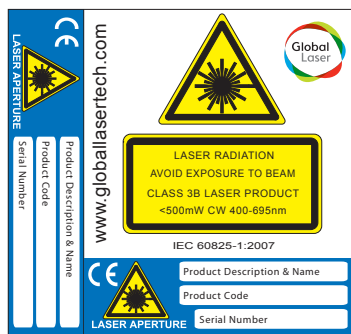 CE
LASER APERTURE
Serial Number
Product Code
Product Description & Name
www.globallasertech.com
Global
Laser
LASER RADIATION
AVOID EXPOSURE TO BEAM
CLASS 3B LASER PRODUCT
<500mW CW 400-695nm
IEC 60825-1:2007
CE
LASER APERTURE
Product Description & Name
Product Code
Serial Number